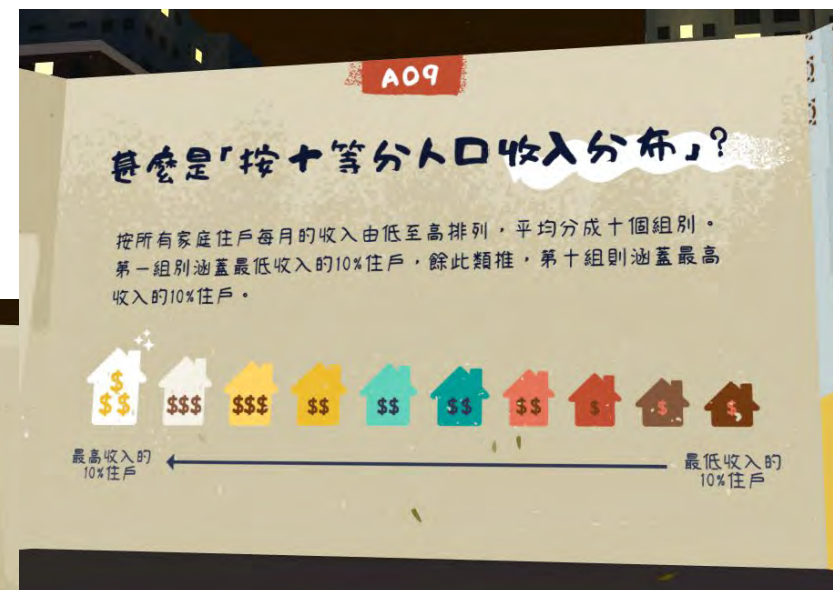 A09
甚麼是「按十等分人口收入分布」?
按所有家庭住戶每月的收入由低至高排列，平均分成十個組別。
第一組別涵蓋最低收入的10%住戶，餘此類推，第十組則涵蓋最高
收入的10%住戶。
$
$$ $$$ $$$ $$ $$ $$ $$ $ $ $
最高收入的
10%住戶
最低收入的
10%住戶